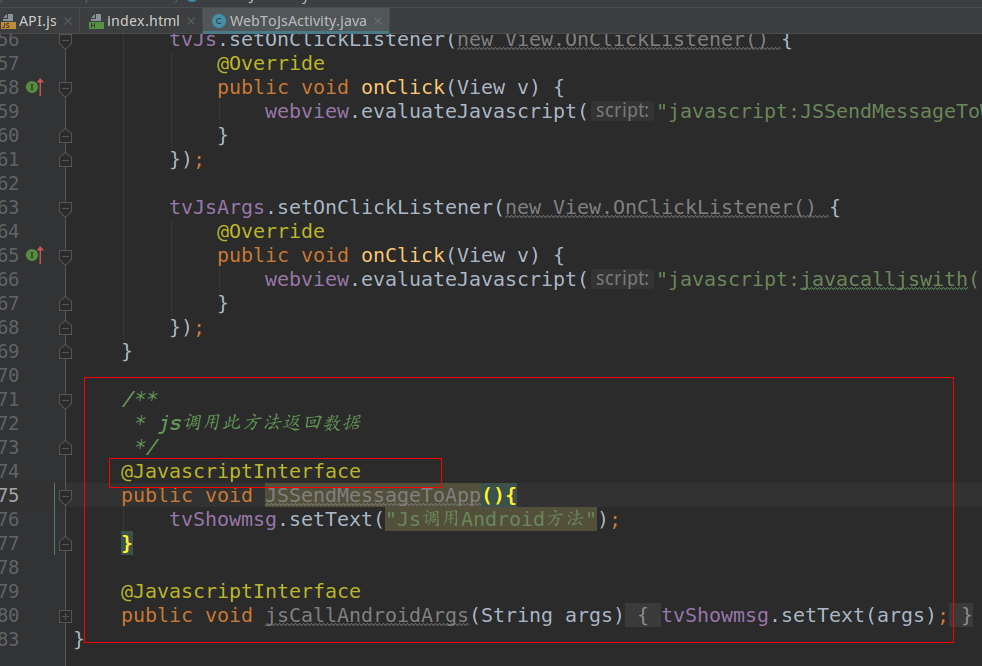 API.js × index.html × WebToJsActivity.java ×
56 tvJs.setOnClickListener(new View.OnClickListener() {
57 @Override
58 public void onClick(View v) {
59 webview.evaluateJavascript( script: "javascript:JSSendMessageToW
60 }
61 });
62
63 tvJsArgs.setOnClickListener(new View.OnClickListener() {
64 @Override
65 public void onClick(View v) {
66 webview.evaluateJavascript( script: "javascript:javacalljswith(
67 }
68 });
69 }
70
71 /**
72 * js调用此方法返回数据
73 */
74 @JavascriptInterface
75 public void JSSendMessageToApp(){
76 tvShowmsg.setText("Js调用Android方法");
77 }
78
79 @JavascriptInterface
80 public void jsCallAndroidArgs(String args) { tvShowmsg.setText(args); }
83 }